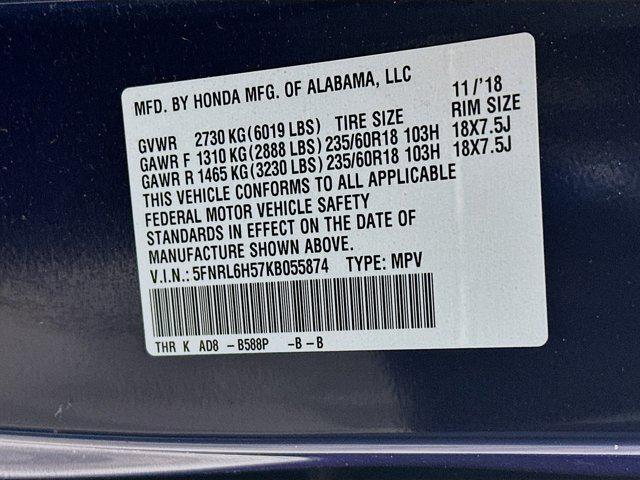 MFD. BY HONDA MFG. OF ALABAMA, LLC 11/'18
GVWR 2730 KG (6019 LBS) TIRE SIZE RIM SIZE
GAWR F 1310 KG (2888 LBS) 235/60R18 103H 18X7.5J
GAWR R 1465 KG (3230 LBS) 235/60R18 103H 18X7.5J
THIS VEHICLE CONFORMS TO ALL APPLICABLE
FEDERAL MOTOR VEHICLE SAFETY
STANDARDS IN EFFECT ON THE DATE OF
MANUFACTURE SHOWN ABOVE.
V.I.N.: 5FNRL6H57KB055874 TYPE: MPV
THR K AD8 - B588P -B - B